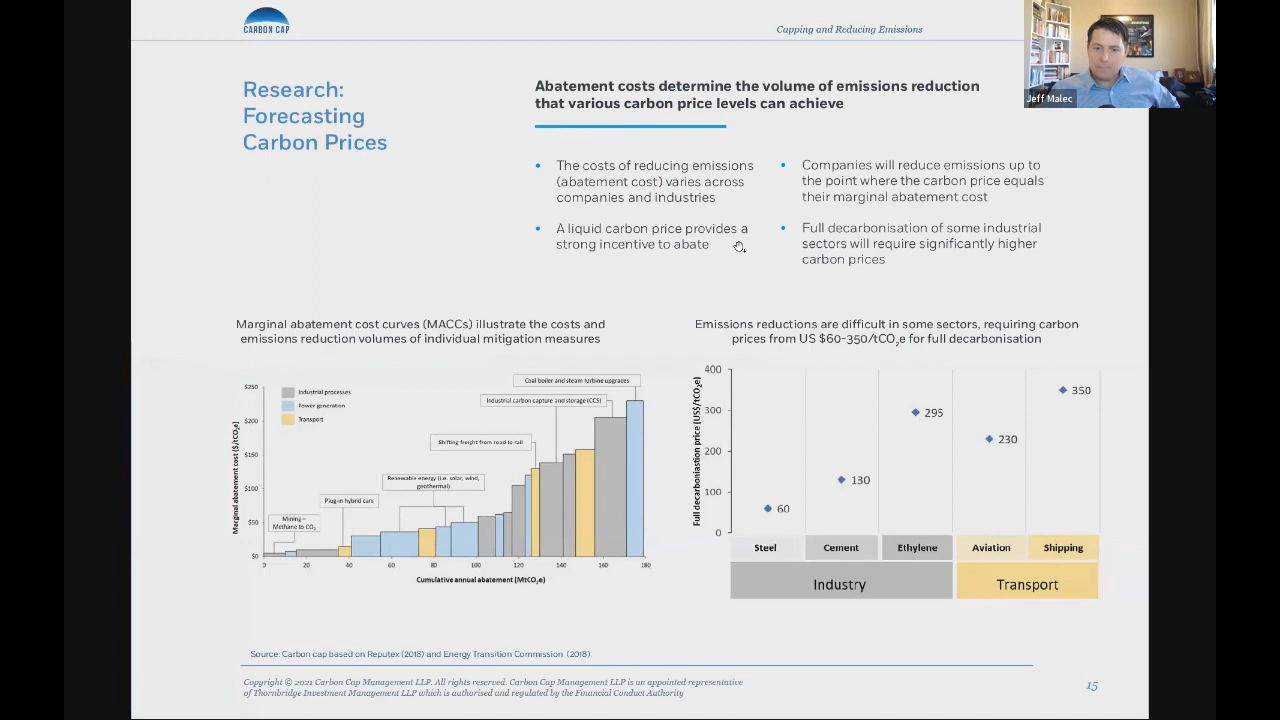 CARBON CAP
Capping and Reducing Emissions
Jeff Malec
Research:
Forecasting
Carbon Prices
Abatement costs determine the volume of emissions reduction
that various carbon price levels can achieve
• The costs of reducing emissions
(abatement cost) varies across
companies and industries
• A liquid carbon price provides a
strong incentive to abate
• Companies will reduce emissions up to
the point where the carbon price equals
their marginal abatement cost
• Full decarbonisation of some industrial
sectors will require significantly higher
carbon prices
Marginal abatement cost curves (MACCs) illustrate the costs and
emissions reduction volumes of individual mitigation measures
Marginal abatement cost ($/tCO₂e)
$250
$200
$150
$100
$50
$0
Industrial processes
Power generation
Transport
Coal boiler and steam turbine upgrades
Industrial carbon capture and storage (CCS)
Shifting freight from road to rail
Renewable energy (i.e. solar, wind,
geothermal)
Plug-in hybrid cars
Mining –
Methane to CO₂
0 20 40 60 80 100 120 140 160 180
Cumulative annual abatement (MtCO₂e)
Emissions reductions are difficult in some sectors, requiring carbon
prices from US $60-350/tCO₂e for full decarbonisation
Full decarboniastion price (US$/tCO₂e)
400
300
200
100
0
60
130
295
230
350
Steel Cement Ethylene Aviation Shipping
Industry Transport
Source: Carbon cap based on Reputex (2018) and Energy Transition Commission (2018)
Copyright © 2021 Carbon Cap Management LLP. All rights reserved. Carbon Cap Management LLP is an appointed representative
of Thornbridge Investment Management LLP which is authorised and regulated by the Financial Conduct Authority
15